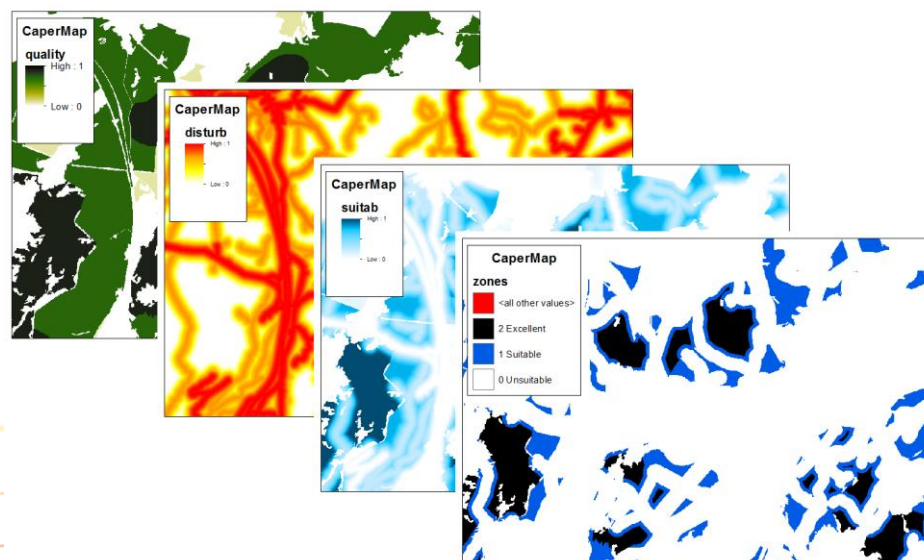 CaperMap
quality
High : 1
Low : 0
CaperMap
disturb
High : 1
Low : 0
CaperMap
suitab
High : 1
Low : 0
CaperMap
zones
<all other values>
2 Excellent
1 Suitable
0 Unsuitable